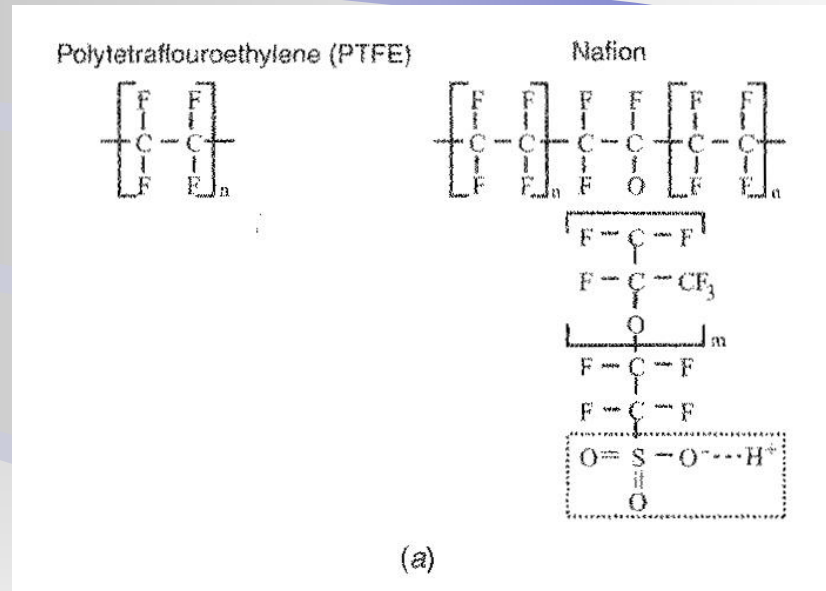 Polytetraflouroethylene (PTFE)
Nafion
F F
C - C
F F n
F F F F F F
C - C - C - C - C - C
F F n F O F F n
F - C - F
F - C - CF3
O
m
F - C - F
F - C - F
O = S - O- --- H+
O
(a)